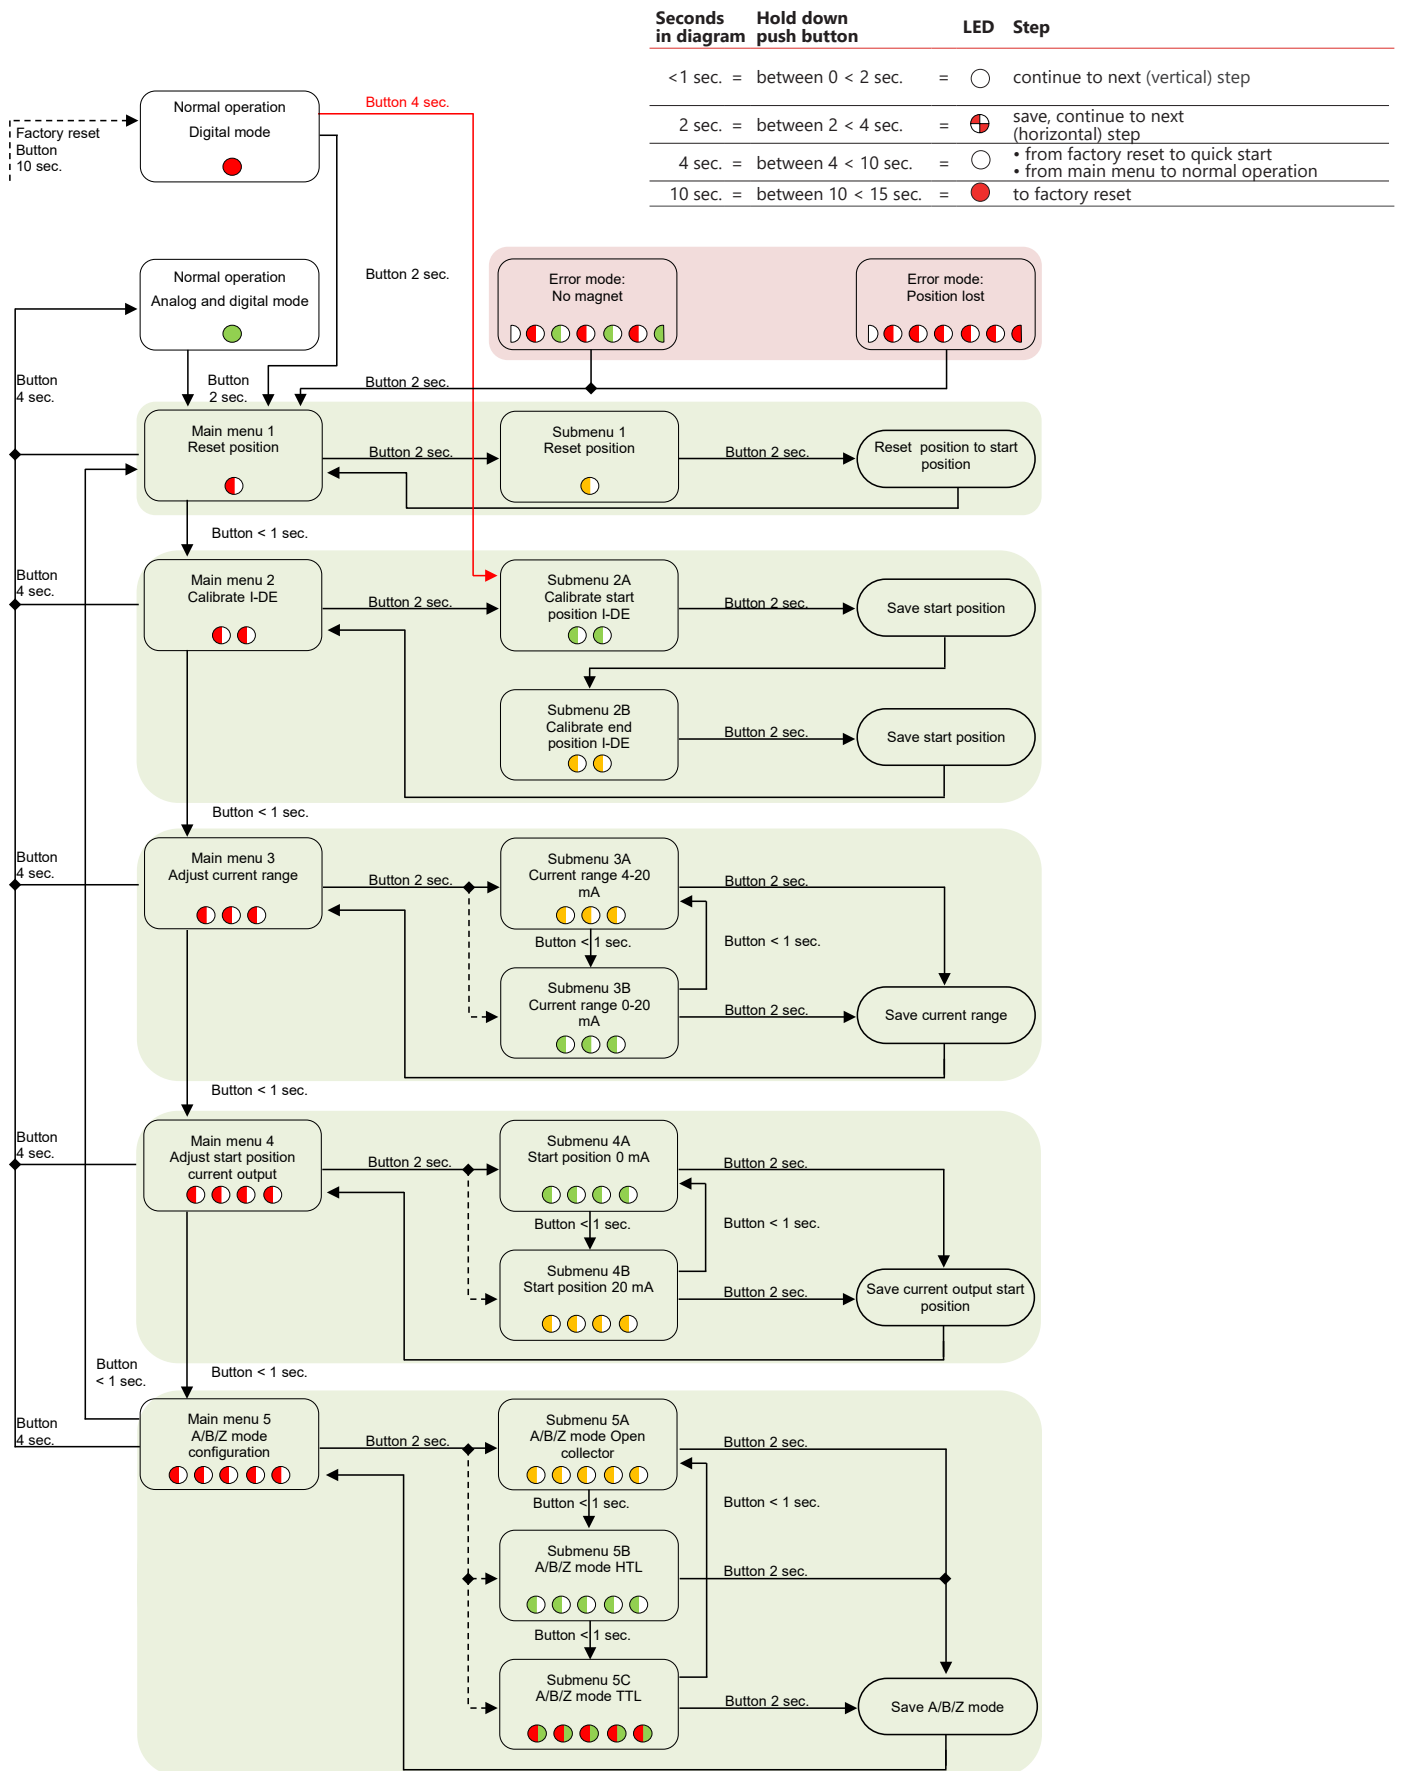 Seconds in diagram
Hold down push button
LED
Step
<1 sec. = between 0 < 2 sec. = continue to next (vertical) step
2 sec. = between 2 < 4 sec. = save, continue to next
(horizontal) step
4 sec. = between 4 < 10 sec. = • from factory reset to quick start
• from main menu to normal operation
10 sec. = between 10 < 15 sec. = to factory reset
Factory reset
Button
10 sec.
Normal operation
Digital mode
Button 4 sec.
Normal operation
Analog and digital mode
Button 2 sec.
Error mode:
No magnet
Error mode:
Position lost
Button
4 sec.
Button
2 sec.
Button 2 sec.
Main menu 1
Reset position
Button 2 sec.
Submenu 1
Reset position
Button 2 sec.
Reset position to start
position
Button < 1 sec.
Button
4 sec.
Main menu 2
Calibrate I-DE
Button 2 sec.
Submenu 2A
Calibrate start
position I-DE
Button 2 sec.
Save start position
Submenu 2B
Calibrate end
position I-DE
Button 2 sec.
Save start position
Button < 1 sec.
Button
4 sec.
Main menu 3
Adjust current range
Button 2 sec.
Submenu 3A
Current range 4-20
mA
Button 2 sec.
Button < 1 sec.
Button < 1 sec.
Submenu 3B
Current range 0-20
mA
Button 2 sec.
Save current range
Button < 1 sec.
Button
4 sec.
Main menu 4
Adjust start position
current output
Button 2 sec.
Submenu 4A
Start position 0 mA
Button 2 sec.
Button < 1 sec.
Button < 1 sec.
Submenu 4B
Start position 20 mA
Button 2 sec.
Save current output start
position
Button
< 1 sec.
Button < 1 sec.
Button
4 sec.
Main menu 5
A/B/Z mode
configuration
Button 2 sec.
Submenu 5A
A/B/Z mode Open
collector
Button 2 sec.
Button < 1 sec.
Button < 1 sec.
Submenu 5B
A/B/Z mode HTL
Button 2 sec.
Button < 1 sec.
Submenu 5C
A/B/Z mode TTL
Button 2 sec.
Save A/B/Z mode